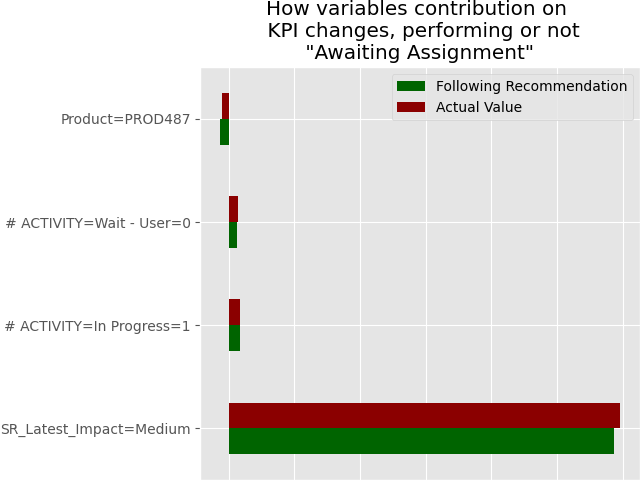 How variables contribution on
KPI changes, performing or not
"Awaiting Assignment"
Following Recommendation
Actual Value
Product=PROD487
# ACTIVITY=Wait - User=0
# ACTIVITY=In Progress=1
SR_Latest_Impact=Medium